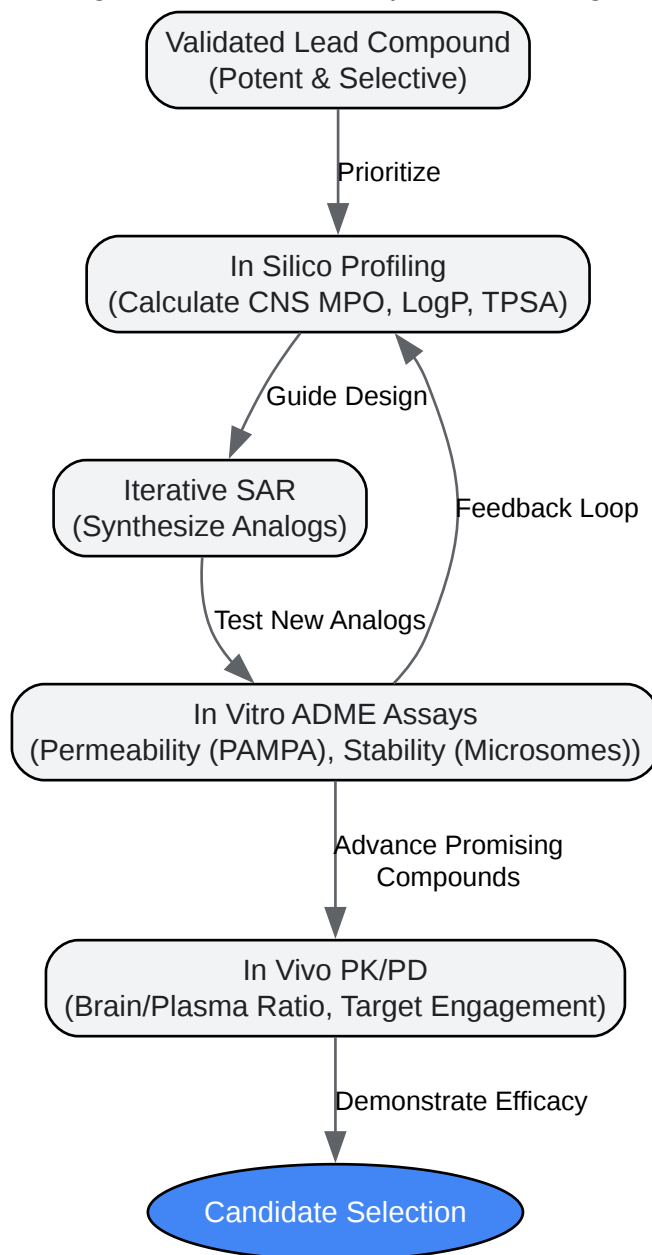 Validated Lead Compound
(Potent & Selective)
Prioritize
In Silico Profiling
(Calculate CNS MPO, LogP, TPSA)
Guide Design
Iterative SAR
(Synthesize Analogs)
Feedback Loop
Test New Analogs
In Vitro ADME Assays
(Permeability (PAMPA), Stability (Microsomes))
Advance Promising
Compounds
In Vivo PK/PD
(Brain/Plasma Ratio, Target Engagement)
Demonstrate Efficacy
Candidate Selection